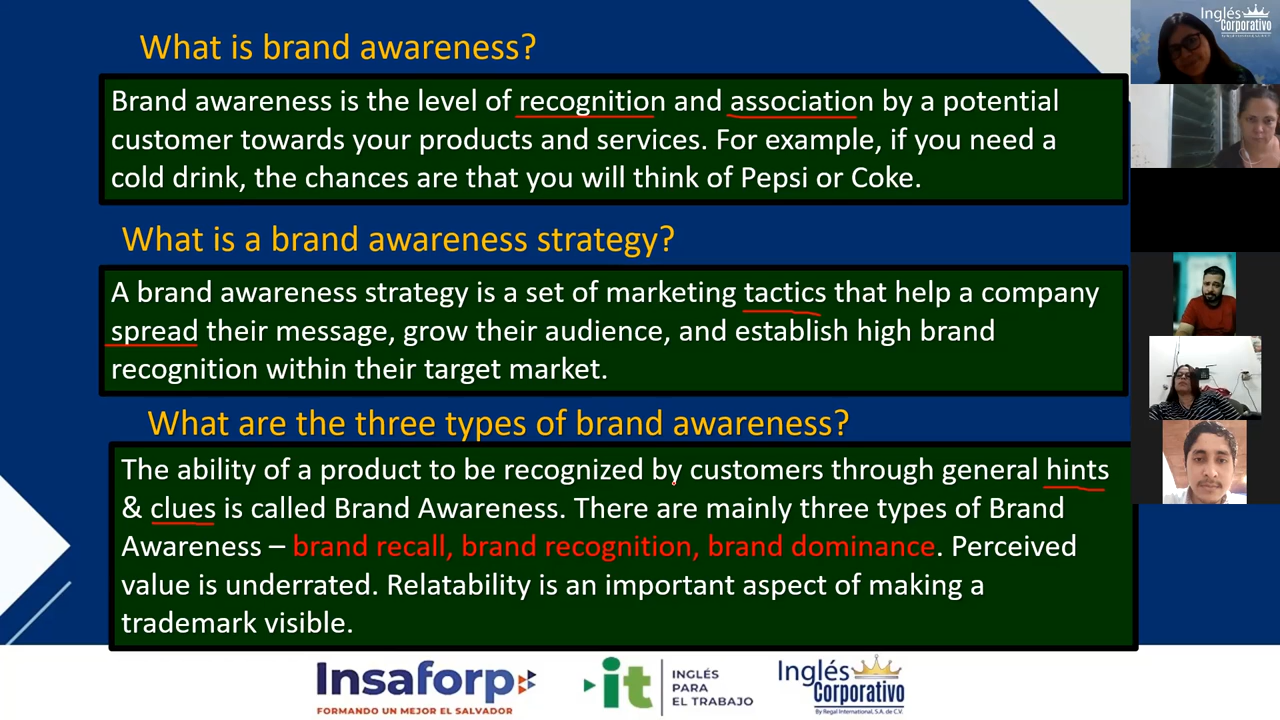 What is brand awareness?
Brand awareness is the level of recognition and association by a potential
customer towards your products and services. For example, if you need a
cold drink, the chances are that you will think of Pepsi or Coke.
What is a brand awareness strategy?
A brand awareness strategy is a set of marketing tactics that help a company
spread their message, grow their audience, and establish high brand
recognition within their target market.
What are the three types of brand awareness?
The ability of a product to be recognized by customers through general hints
& clues is called Brand Awareness. There are mainly three types of Brand
Awareness – brand recall, brand recognition, brand dominance. Perceived
value is underrated. Relatability is an important aspect of making a
trademark visible.
Insaforp
FORMANDO UN MEJOR EL SALVADOR
it
INGLÉS
PARA
EL TRABAJO
Inglés
Corporativo
By Regal International, S.A. de C.V.
Inglés
Corporativo